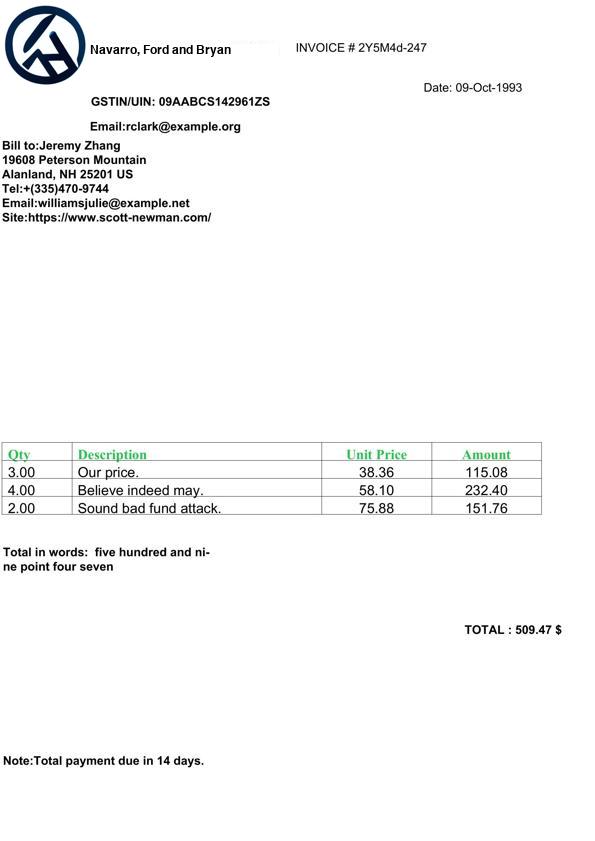 Navarro, Ford and Bryan
INVOICE # 2Y5M4d-247
Date: 09-Oct-1993
GSTIN/UIN: 09AABCS142961ZS
Email:rclark@example.org
Bill to:Jeremy Zhang
19608 Peterson Mountain
Alanland, NH 25201 US
Tel:+(335)470-9744
Email:williamsjulie@example.net
Site:https://www.scott-newman.com/
Qty Description Unit Price Amount
3.00 Our price. 38.36 115.08
4.00 Believe indeed may. 58.10 232.40
2.00 Sound bad fund attack. 75.88 151.76
Total in words: five hundred and ni-
ne point four seven
TOTAL : 509.47 $
Note:Total payment due in 14 days.